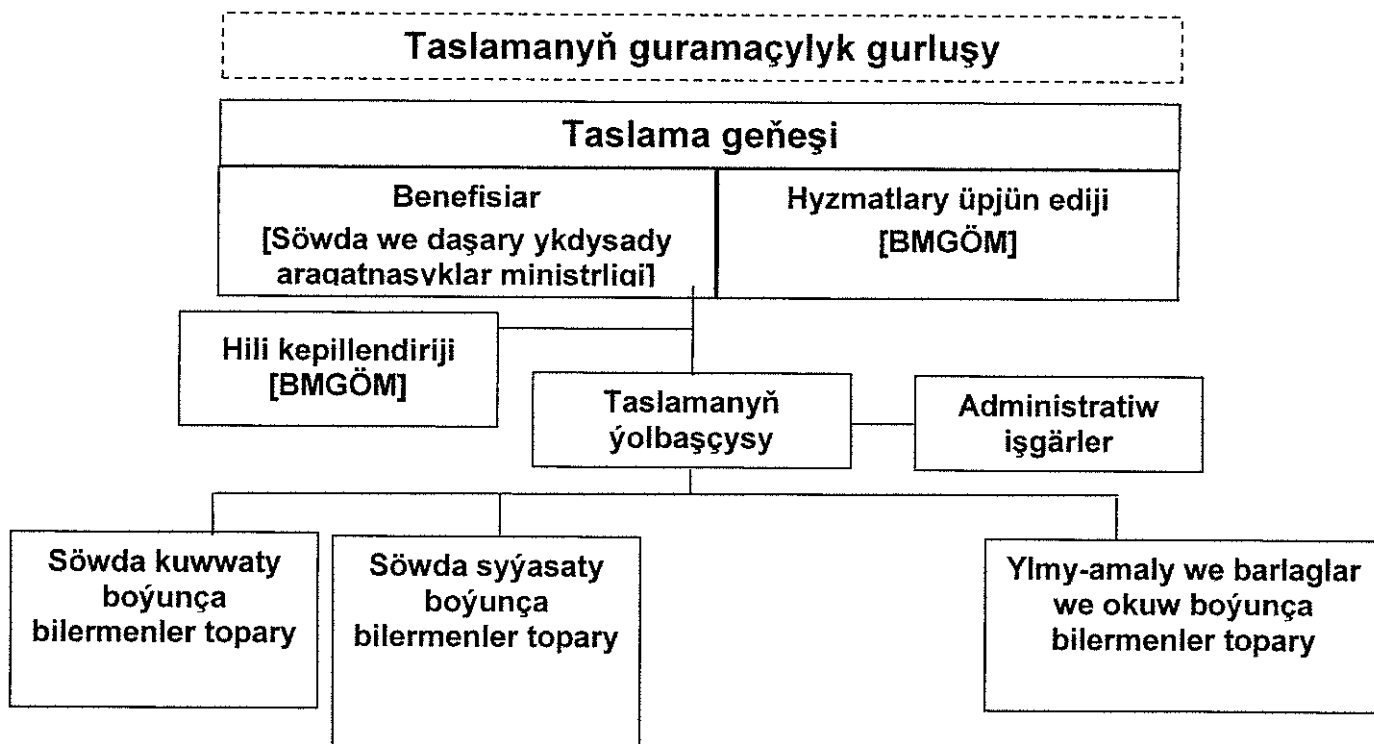 Taslamanyň guramaçylyk gurluşy
Taslama geňeşi
Benefisiar
[Söwda we daşary ykdysady
aragatnaşyklar ministrligi]
Hyzmatlary üpjün ediji
[BMGÖM]
Hili kepillendiriji
[BMGÖM]
Taslamanyň
ýolbaşçysy
Administratiw
işgärler
Söwda kuwwaty
boýunça
bilermenler topary
Söwda syýasaty
boýunça
bilermenler topary
Ylmy-amaly we barlaglar
we okuw boýunça
bilermenler topary